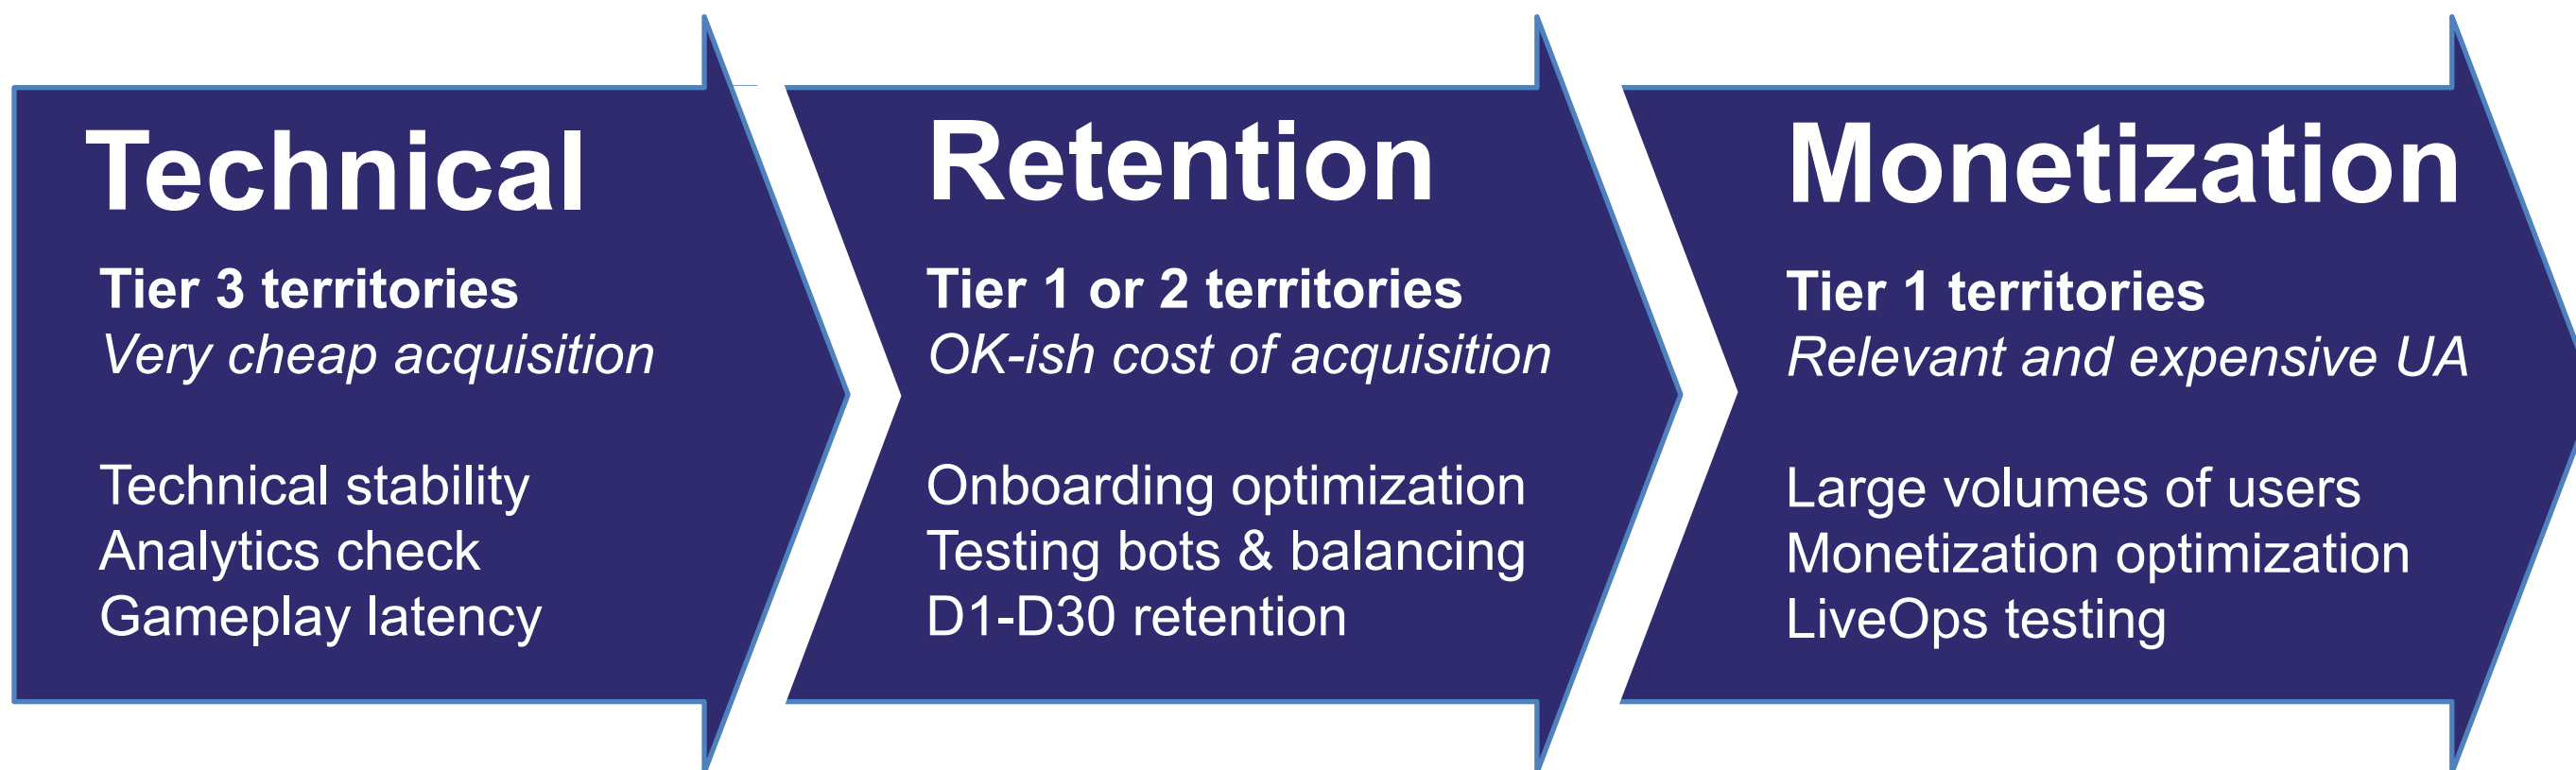 Technical
Tier 3 territories
Very cheap acquisition
Technical stability
Analytics check
Gameplay latency
Retention
Tier 1 or 2 territories
OK-ish cost of acquisition
Onboarding optimization
Testing bots & balancing
D1-D30 retention
Monetization
Tier 1 territories
Relevant and expensive UA
Large volumes of users
Monetization optimization
LiveOps testing